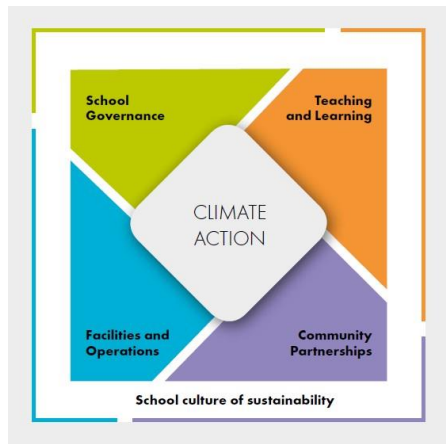 School
Governance
Teaching
and Learning
CLIMATE
ACTION
Facilities and
Operations
Community
Partnerships
School culture of sustainability